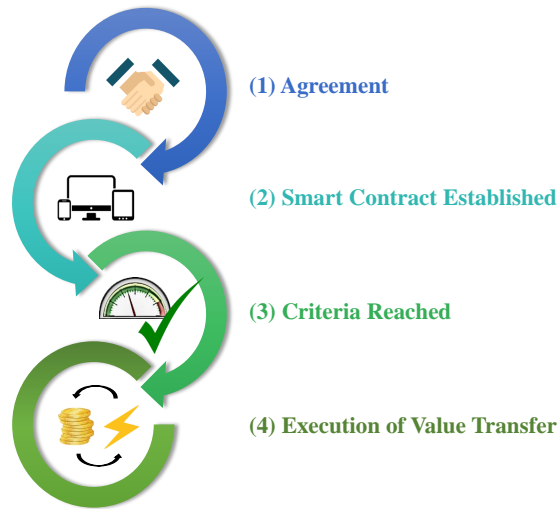 (1) Agreement
(2) Smart Contract Established
(3) Criteria Reached
(4) Execution of Value Transfer